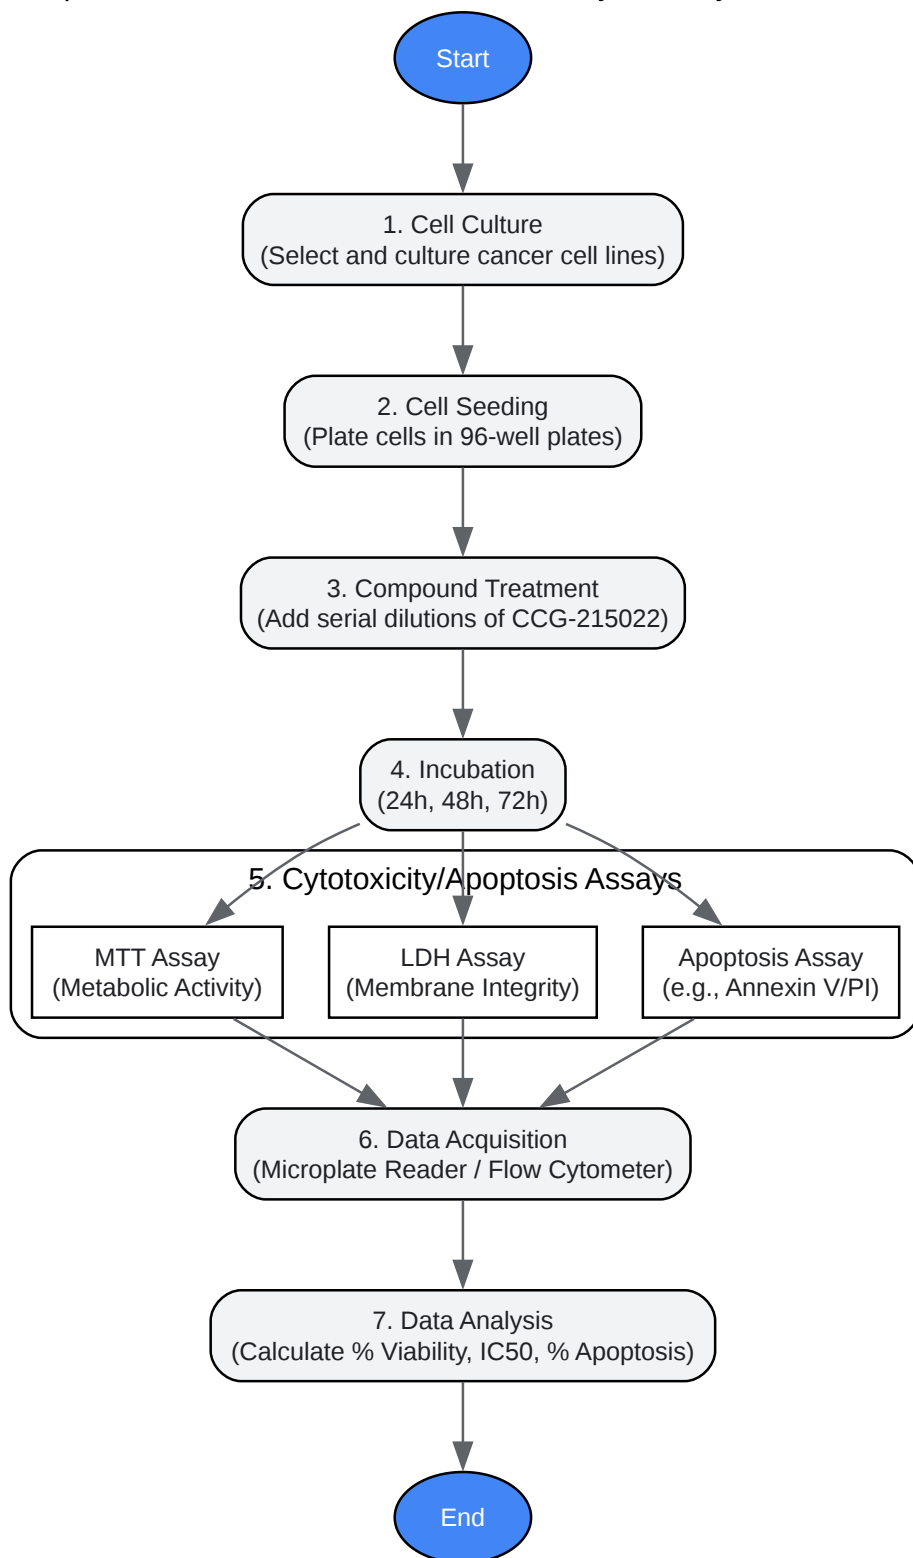 Start
1. Cell Culture
(Select and culture cancer cell lines)
2. Cell Seeding
(Plate cells in 96-well plates)
3. Compound Treatment
(Add serial dilutions of CCG-215022)
4. Incubation
(24h, 48h, 72h)
5. Cytotoxicity/Apoptosis Assays
MTT Assay
(Metabolic Activity)
LDH Assay
(Membrane Integrity)
Apoptosis Assay
(e.g., Annexin V/PI)
6. Data Acquisition
(Microplate Reader / Flow Cytometer)
7. Data Analysis
(Calculate % Viability, IC50, % Apoptosis)
End